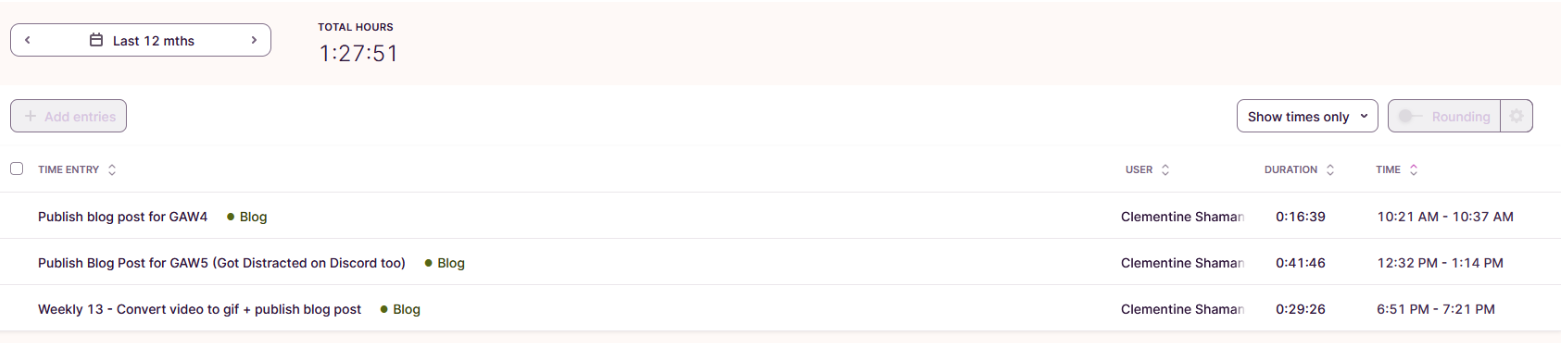 Last 12 mths
TOTAL HOURS
1:27:51
+ Add entries
Show times only
Rounding
TIME ENTRY USER DURATION TIME
Publish blog post for GAW4 Blog Clementine Shaman 0:16:39 10:21 AM - 10:37 AM
Publish Blog Post for GAW5 (Got Distracted on Discord too) Blog Clementine Shaman 0:41:46 12:32 PM - 1:14 PM
Weekly 13 - Convert video to gif + publish blog post Blog Clementine Shaman 0:29:26 6:51 PM - 7:21 PM